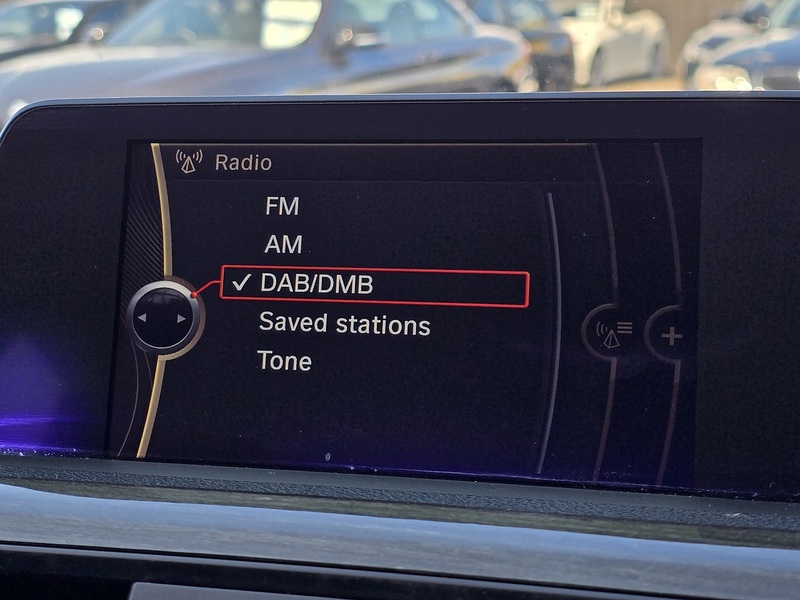 Radio
FM
AM
✓ DAB/DMB
Saved stations
Tone